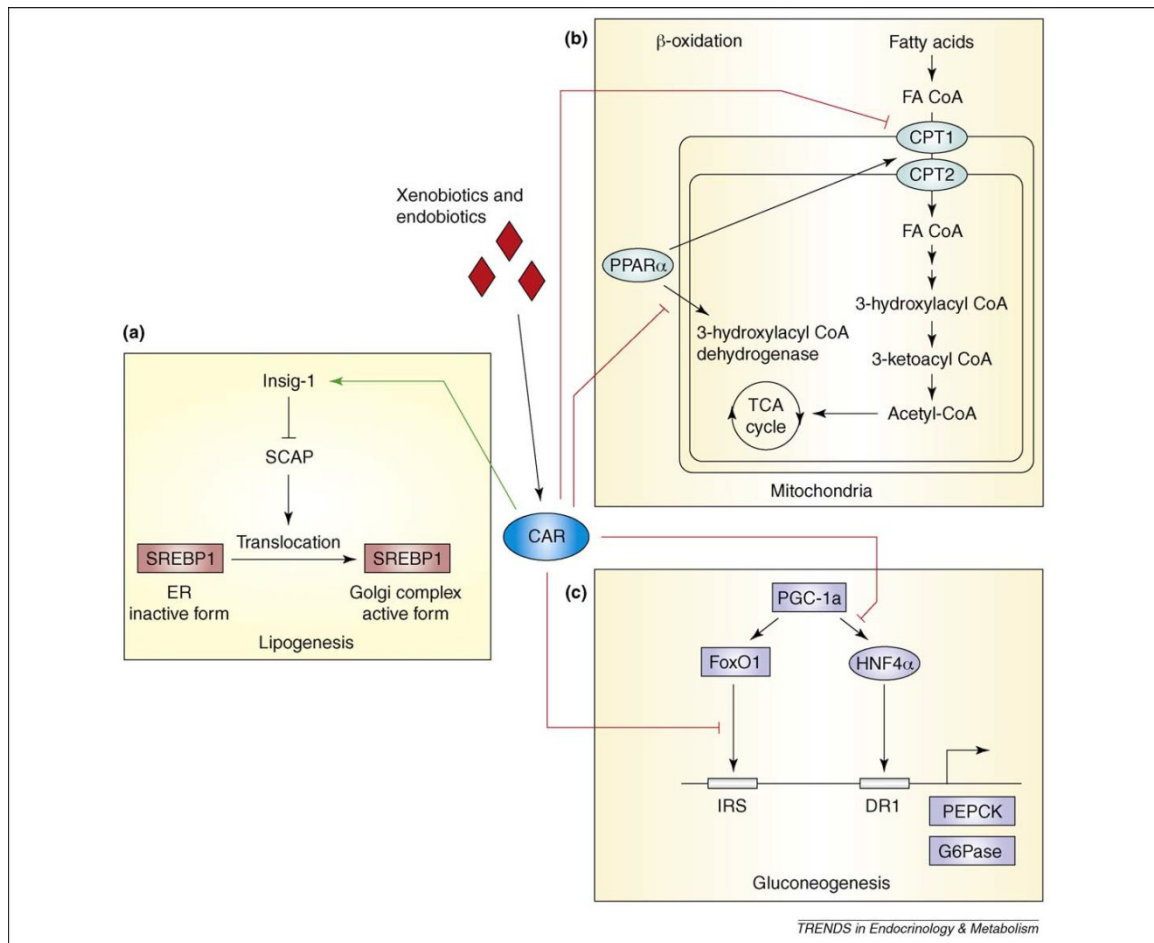 (a)
Insig-1
SCAP
Translocation
SREBP1
SREBP1
ER
inactive form
Golgi complex
active form
Lipogenesis
Xenobiotics and
endobiotics
CAR
(b)
β-oxidation
Fatty acids
FA CoA
CPT1
CPT2
FA CoA
PPARα
3-hydroxylacyl CoA
3-hydroxylacyl CoA
dehydrogenase
3-ketoacyl CoA
TCA
cycle
Acetyl-CoA
Mitochondria
(c)
PGC-1a
FoxO1
HNF4α
IRS
DR1
PEPCK
G6Pase
Gluconeogenesis
TRENDS in Endocrinology & Metabolism